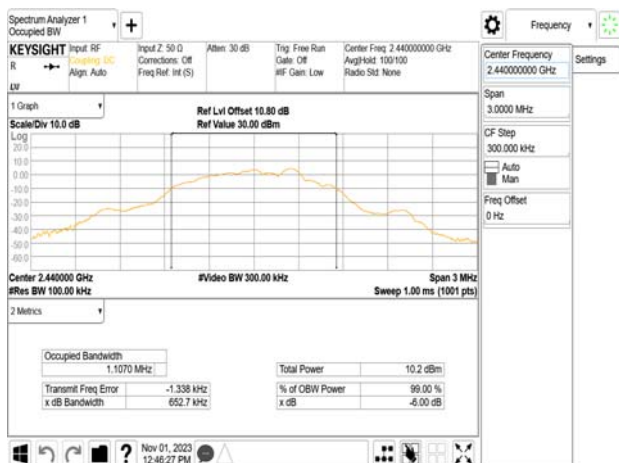 Spectrum Analyzer 1
Occupied BW
Frequency
KEYSIGHT
Input: RF
Coupling: DC
Align: Auto
R
LXI
Input Z: 50 Ω
Corrections: Off
Freq Ref: Int (S)
Atten: 30 dB
Trig: Free Run
Gate: Off
#IF Gain: Low
Center Freq: 2.440000000 GHz
Avg|Hold: 100/100
Radio Std: None
Center Frequency
2.440000000 GHz
Settings
Span
3.0000 MHz
CF Step
300.000 kHz
Auto
Man
Freq Offset
0 Hz
1 Graph
Scale/Div 10.0 dB
Ref Lvl Offset 10.80 dB
Ref Value 30.00 dBm
Log
20.0
10.0
0.00
-10.0
-20.0
-30.0
-40.0
-50.0
-60.0
Center 2.440000 GHz
#Res BW 100.00 kHz
#Video BW 300.00 kHz
Span 3 MHz
Sweep 1.00 ms (1001 pts)
2 Metrics
Occupied Bandwidth
1.1070 MHz
Total Power 10.2 dBm
Transmit Freq Error -1.338 kHz
% of OBW Power 99.00 %
x dB Bandwidth 652.7 kHz
x dB -6.00 dB
Nov 01, 2023
12:46:27 PM